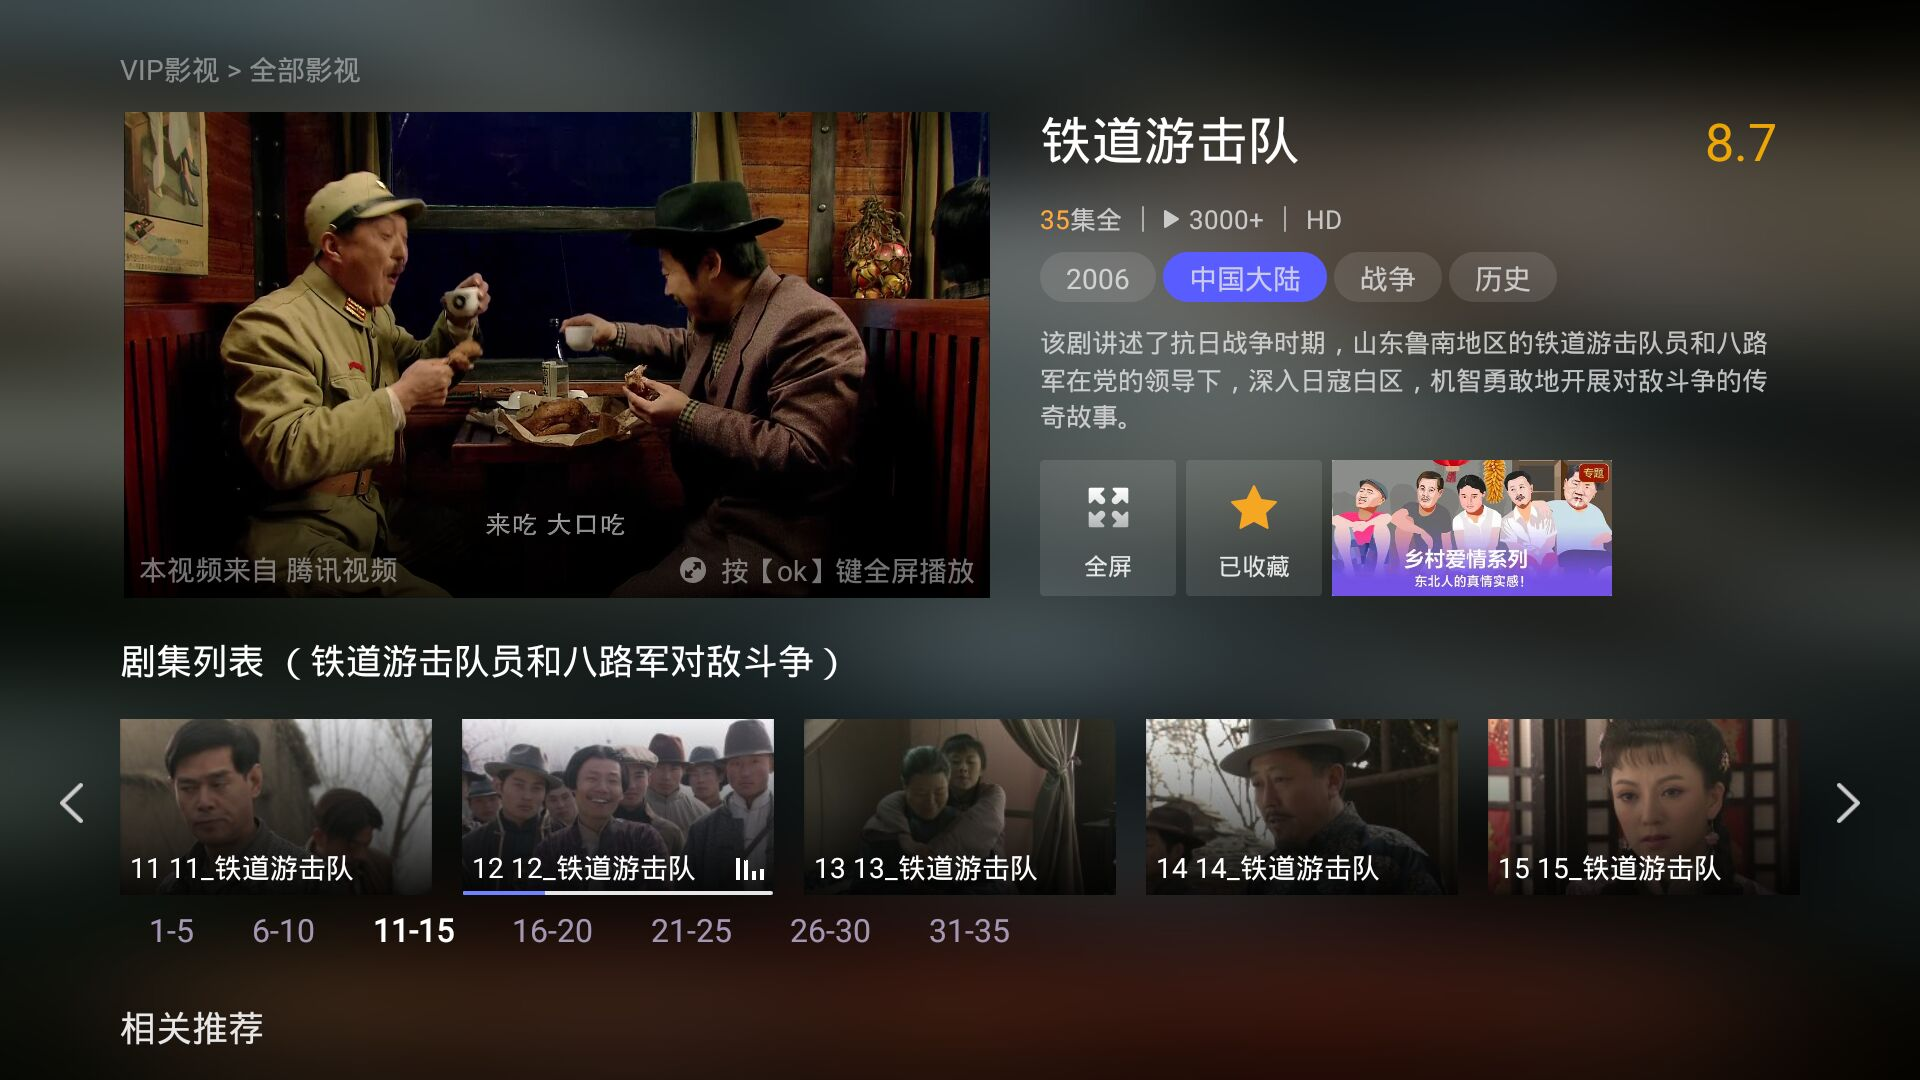 VIP影视 > 全部影视
铁道游击队
8.7
35集全 | 3000+ | HD
2006 中国大陆 战争 历史
该剧讲述了抗日战争时期，山东鲁南地区的铁道游击队员和八路
军在党的领导下，深入日寇白区，机智勇敢地开展对敌斗争的传
奇故事。
来吃 大口吃
本视频来自 腾讯视频
按【ok】键全屏播放
全屏
已收藏
专题
乡村爱情系列
东北人的真情实感！
剧集列表 （铁道游击队员和八路军对敌斗争）
11 11_铁道游击队
12 12_铁道游击队
13 13_铁道游击队
14 14_铁道游击队
15 15_铁道游击队
1-5 6-10 11-15 16-20 21-25 26-30 31-35
相关推荐